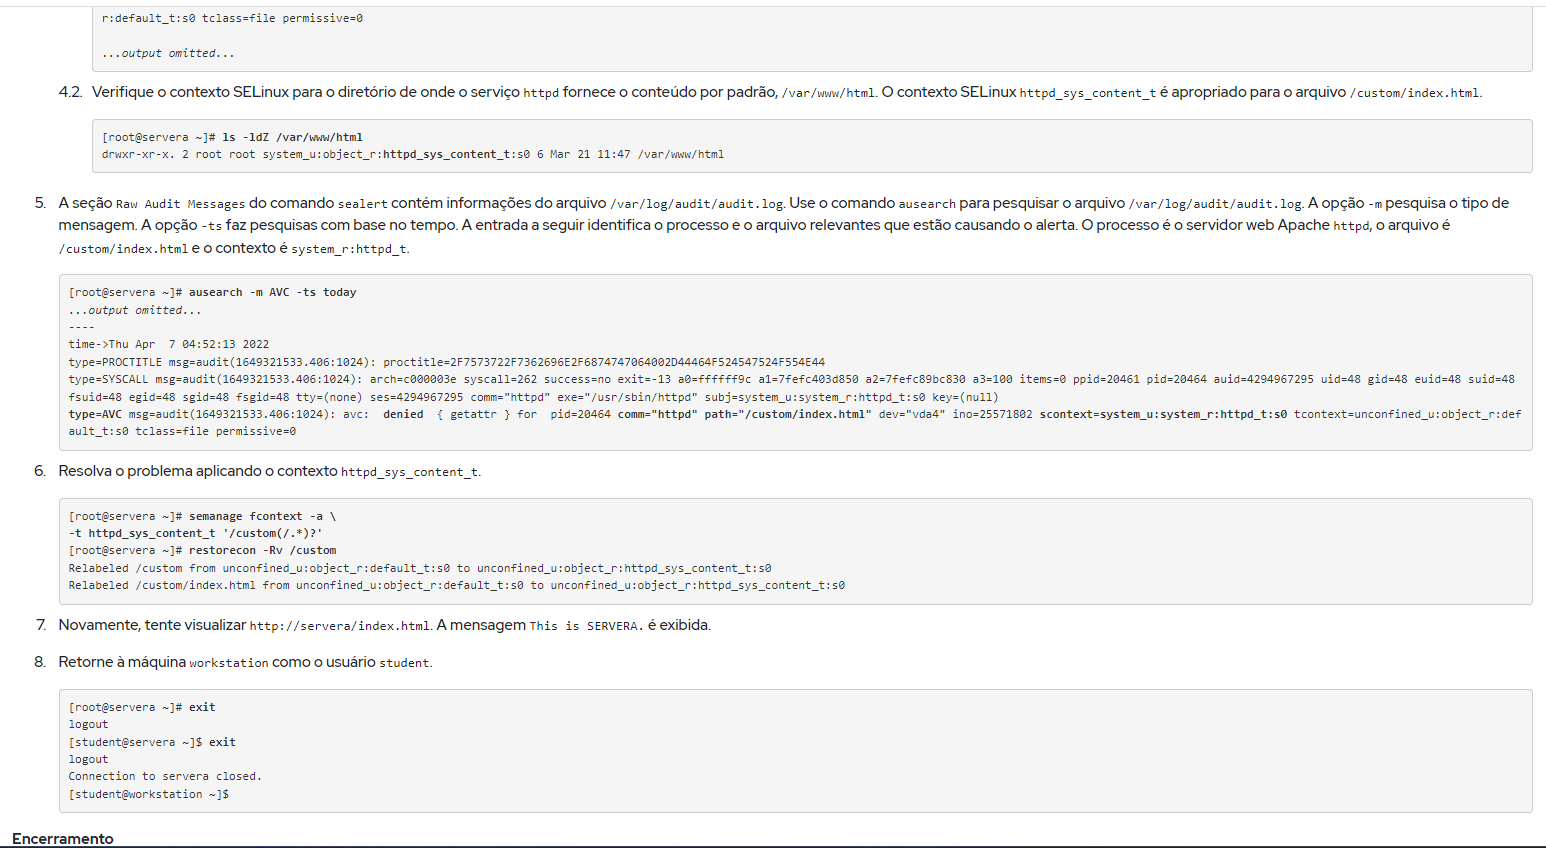 r:default_t:s0 tclass=file permissive=0
...output omitted...
4.2. Verifique o contexto SELinux para o diretório de onde o serviço httpd fornece o conteúdo por padrão, /var/www/html. O contexto SELinux httpd_sys_content_t é apropriado para o arquivo /custom/index.html.
[root@servera ~]# ls -ldZ /var/www/html
drwxr-xr-x. 2 root root system_u:object_r:httpd_sys_content_t:s0 6 Mar 21 11:47 /var/www/html
5. A seção Raw Audit Messages do comando sealert contém informações do arquivo /var/log/audit/audit.log. Use o comando ausearch para pesquisar o arquivo /var/log/audit/audit.log. A opção -m pesquisa o tipo de
mensagem. A opção -ts faz pesquisas com base no tempo. A entrada a seguir identifica o processo e o arquivo relevantes que estão causando o alerta. O processo é o servidor web Apache httpd, o arquivo é
/custom/index.html e o contexto é system_r:httpd_t.
[root@servera ~]# ausearch -m AVC -ts today
...output omitted...
----
time->Thu Apr  7 04:52:13 2022
type=PROCTITLE msg=audit(1649321533.406:1024): proctitle=2F7573722F7362696E2F6874747064002D44464F524547524F554E44
type=SYSCALL msg=audit(1649321533.406:1024): arch=c000003e syscall=262 success=no exit=-13 a0=ffffff9c a1=7fefc403d850 a2=7fefc89bc830 a3=100 items=0 ppid=20461 pid=20464 auid=4294967295 uid=48 gid=48 euid=48 suid=48
fsuid=48 egid=48 sgid=48 fsgid=48 tty=(none) ses=4294967295 comm="httpd" exe="/usr/sbin/httpd" subj=system_u:system_r:httpd_t:s0 key=(null)
type=AVC msg=audit(1649321533.406:1024): avc:  denied  { getattr } for  pid=20464 comm="httpd" path="/custom/index.html" dev="vda4" ino=25571802 scontext=system_u:system_r:httpd_t:s0 tcontext=unconfined_u:object_r:def
ault_t:s0 tclass=file permissive=0
6. Resolva o problema aplicando o contexto httpd_sys_content_t.
[root@servera ~]# semanage fcontext -a \
-t httpd_sys_content_t '/custom(/.*)?'
[root@servera ~]# restorecon -Rv /custom
Relabeled /custom from unconfined_u:object_r:default_t:s0 to unconfined_u:object_r:httpd_sys_content_t:s0
Relabeled /custom/index.html from unconfined_u:object_r:default_t:s0 to unconfined_u:object_r:httpd_sys_content_t:s0
7. Novamente, tente visualizar http://servera/index.html. A mensagem This is SERVERA. é exibida.
8. Retorne à máquina workstation como o usuário student.
[root@servera ~]# exit
logout
[student@servera ~]$ exit
logout
Connection to servera closed.
[student@workstation ~]$
Encerramento